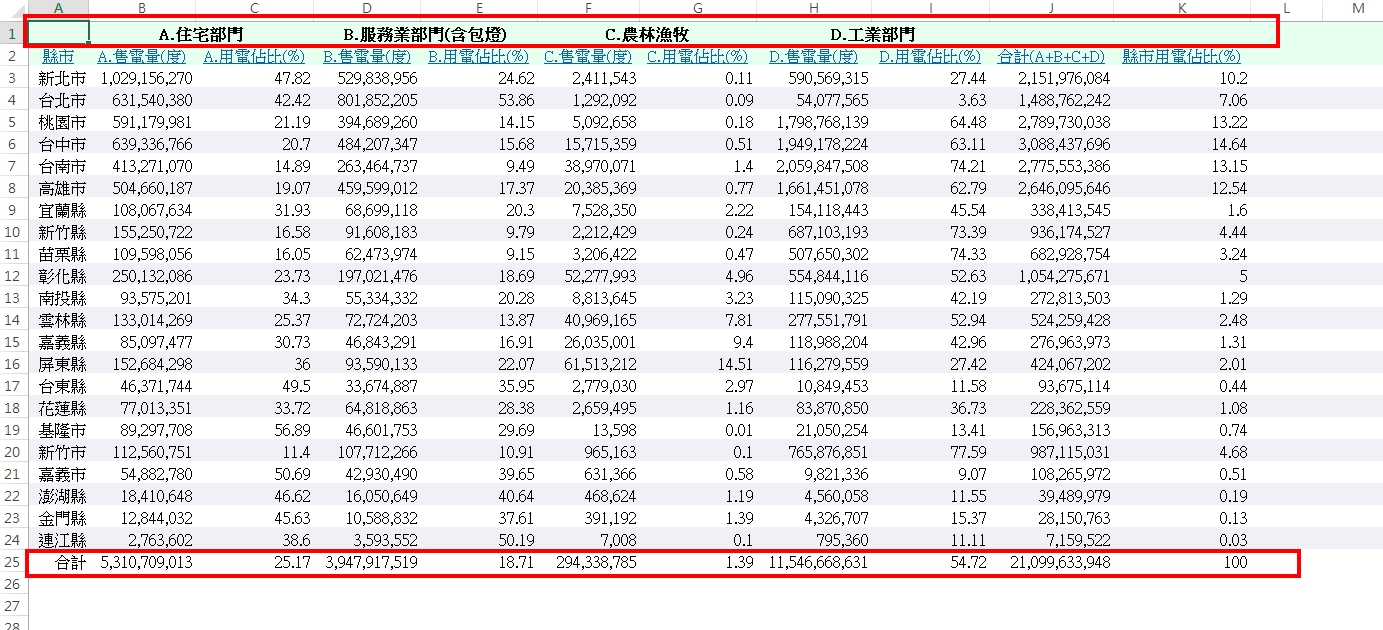 A B C D E F G H I J K L M
1 A.住宅部門 B.服務業部門(含包燈) C.農林漁牧 D.工業部門
2 縣市 A.售電量(度) A.用電佔比(%) B.售電量(度) B.用電佔比(%) C.售電量(度) C.用電佔比(%) D.售電量(度) D.用電佔比(%) 合計(A+B+C+D) 縣市用電佔比(%)
3 新北市 1,029,156,270 47.82 529,838,956 24.62 2,411,543 0.11 590,569,315 27.44 2,151,976,084 10.2
4 台北市 631,540,380 42.42 801,852,205 53.86 1,292,092 0.09 54,077,565 3.63 1,488,762,242 7.06
5 桃園市 591,179,981 21.19 394,689,260 14.15 5,092,658 0.18 1,798,768,139 64.48 2,789,730,038 13.22
6 台中市 639,336,766 20.7 484,207,347 15.68 15,715,359 0.51 1,949,178,224 63.11 3,088,437,696 14.64
7 台南市 413,271,070 14.89 263,464,737 9.49 38,970,071 1.4 2,059,847,508 74.21 2,775,553,386 13.15
8 高雄市 504,660,187 19.07 459,599,012 17.37 20,385,369 0.77 1,661,451,078 62.79 2,646,095,646 12.54
9 宜蘭縣 108,067,634 31.93 68,699,118 20.3 7,528,350 2.22 154,118,443 45.54 338,413,545 1.6
10 新竹縣 155,250,722 16.58 91,608,183 9.79 2,212,429 0.24 687,103,193 73.39 936,174,527 4.44
11 苗栗縣 109,598,056 16.05 62,473,974 9.15 3,206,422 0.47 507,650,302 74.33 682,928,754 3.24
12 彰化縣 250,132,086 23.73 197,021,476 18.69 52,277,993 4.96 554,844,116 52.63 1,054,275,671 5
13 南投縣 93,575,201 34.3 55,334,332 20.28 8,813,645 3.23 115,090,325 42.19 272,813,503 1.29
14 雲林縣 133,014,269 25.37 72,724,203 13.87 40,969,165 7.81 277,551,791 52.94 524,259,428 2.48
15 嘉義縣 85,097,477 30.73 46,843,291 16.91 26,035,001 9.4 118,988,204 42.96 276,963,973 1.31
16 屏東縣 152,684,298 36 93,590,133 22.07 61,513,212 14.51 116,279,559 27.42 424,067,202 2.01
17 台東縣 46,371,744 49.5 33,674,887 35.95 2,779,030 2.97 10,849,453 11.58 93,675,114 0.44
18 花蓮縣 77,013,351 33.72 64,818,863 28.38 2,659,495 1.16 83,870,850 36.73 228,362,559 1.08
19 基隆市 89,297,708 56.89 46,601,753 29.69 13,598 0.01 21,050,254 13.41 156,963,313 0.74
20 新竹市 112,560,751 11.4 107,712,266 10.91 965,163 0.1 765,876,851 77.59 987,115,031 4.68
21 嘉義市 54,882,780 50.69 42,930,490 39.65 631,366 0.58 9,821,336 9.07 108,265,972 0.51
22 澎湖縣 18,410,648 46.62 16,050,649 40.64 468,624 1.19 4,560,058 11.55 39,489,979 0.19
23 金門縣 12,844,032 45.63 10,588,832 37.61 391,192 1.39 4,326,707 15.37 28,150,763 0.13
24 連江縣 2,763,602 38.6 3,593,552 50.19 7,008 0.1 795,360 11.11 7,159,522 0.03
25 合計 5,310,709,013 25.17 3,947,917,519 18.71 294,338,785 1.39 11,546,668,631 54.72 21,099,633,948 100
26
27
28